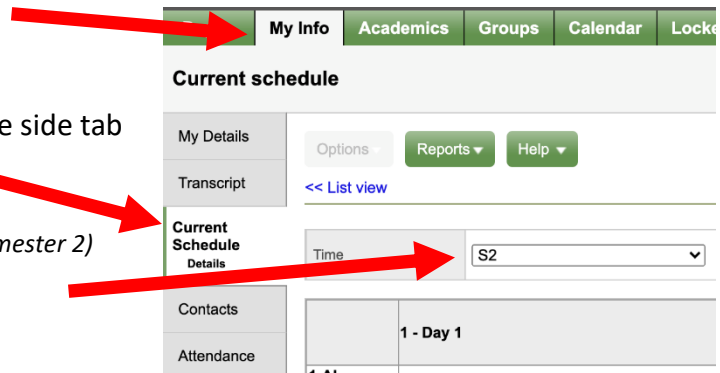 My Info Academics Groups Calendar
Current schedule
e side tab
My Details
Options Reports Help
Transcript
<< List view
Current
Schedule
Details
mester 2)
Time S2
Contacts
1 - Day 1
Attendance